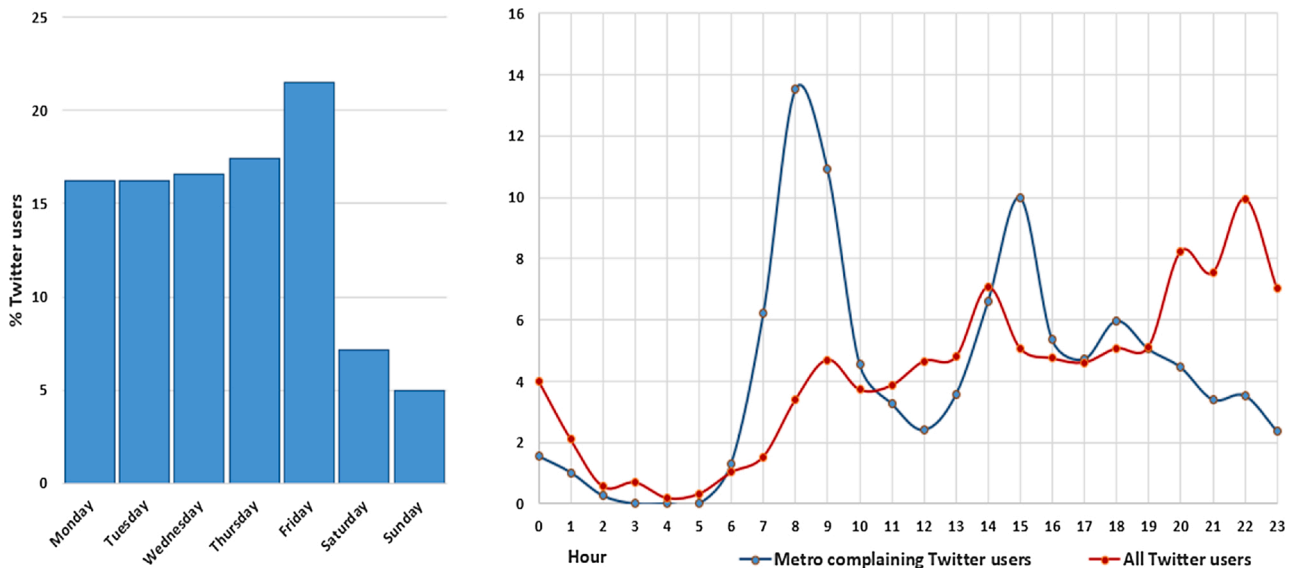 25
20
15
10
5
0
% Twitter users
Monday
Tuesday
Wednesday
Thursday
Friday
Saturday
Sunday
16
14
12
10
8
6
4
2
0
0 1 2 3 4 5 6 7 8 9 10 11 12 13 14 15 16 17 18 19 20 21 22 23
Hour
Metro complaining Twitter users
All Twitter users